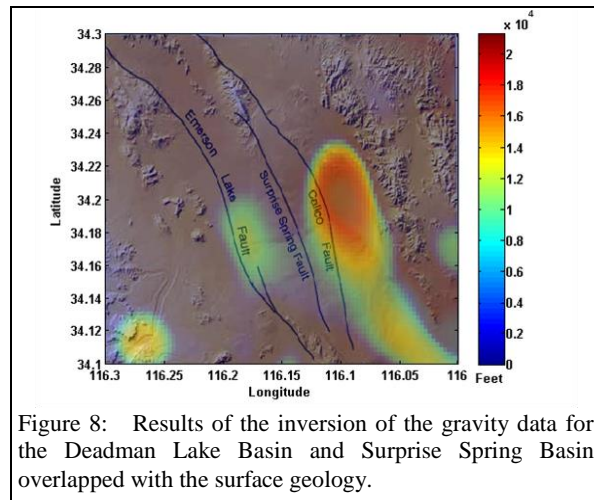 x 10^4
34.3
34.28
34.26
34.24
34.22
34.2
34.18
34.16
34.14
34.12
34.1
Latitude
116.3
116.25
116.2
116.15
116.1
116.05
116
Longitude
Emerson
Lake
Fault
Surprise Spring Fault
Calico
Fault
2
1.8
1.6
1.4
1.2
1
0.8
0.6
0.4
0.2
0
Feet
Figure 8: Results of the inversion of the gravity data for
the Deadman Lake Basin and Surprise Spring Basin
overlapped with the surface geology.